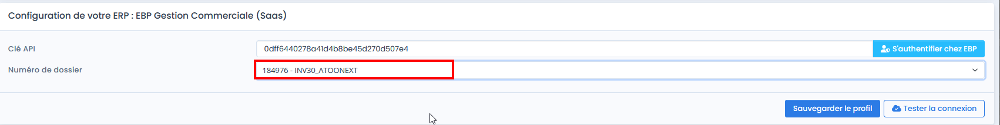 Configuration de votre ERP : EBP Gestion Commerciale (Saas)
Clé API 0dff6440278a41d4b8be45d270d507e4 S'authentifier chez EBP
Numéro de dossier 184976 - INV30_ATOONEXT
Sauvegarder le profil Tester la connexion